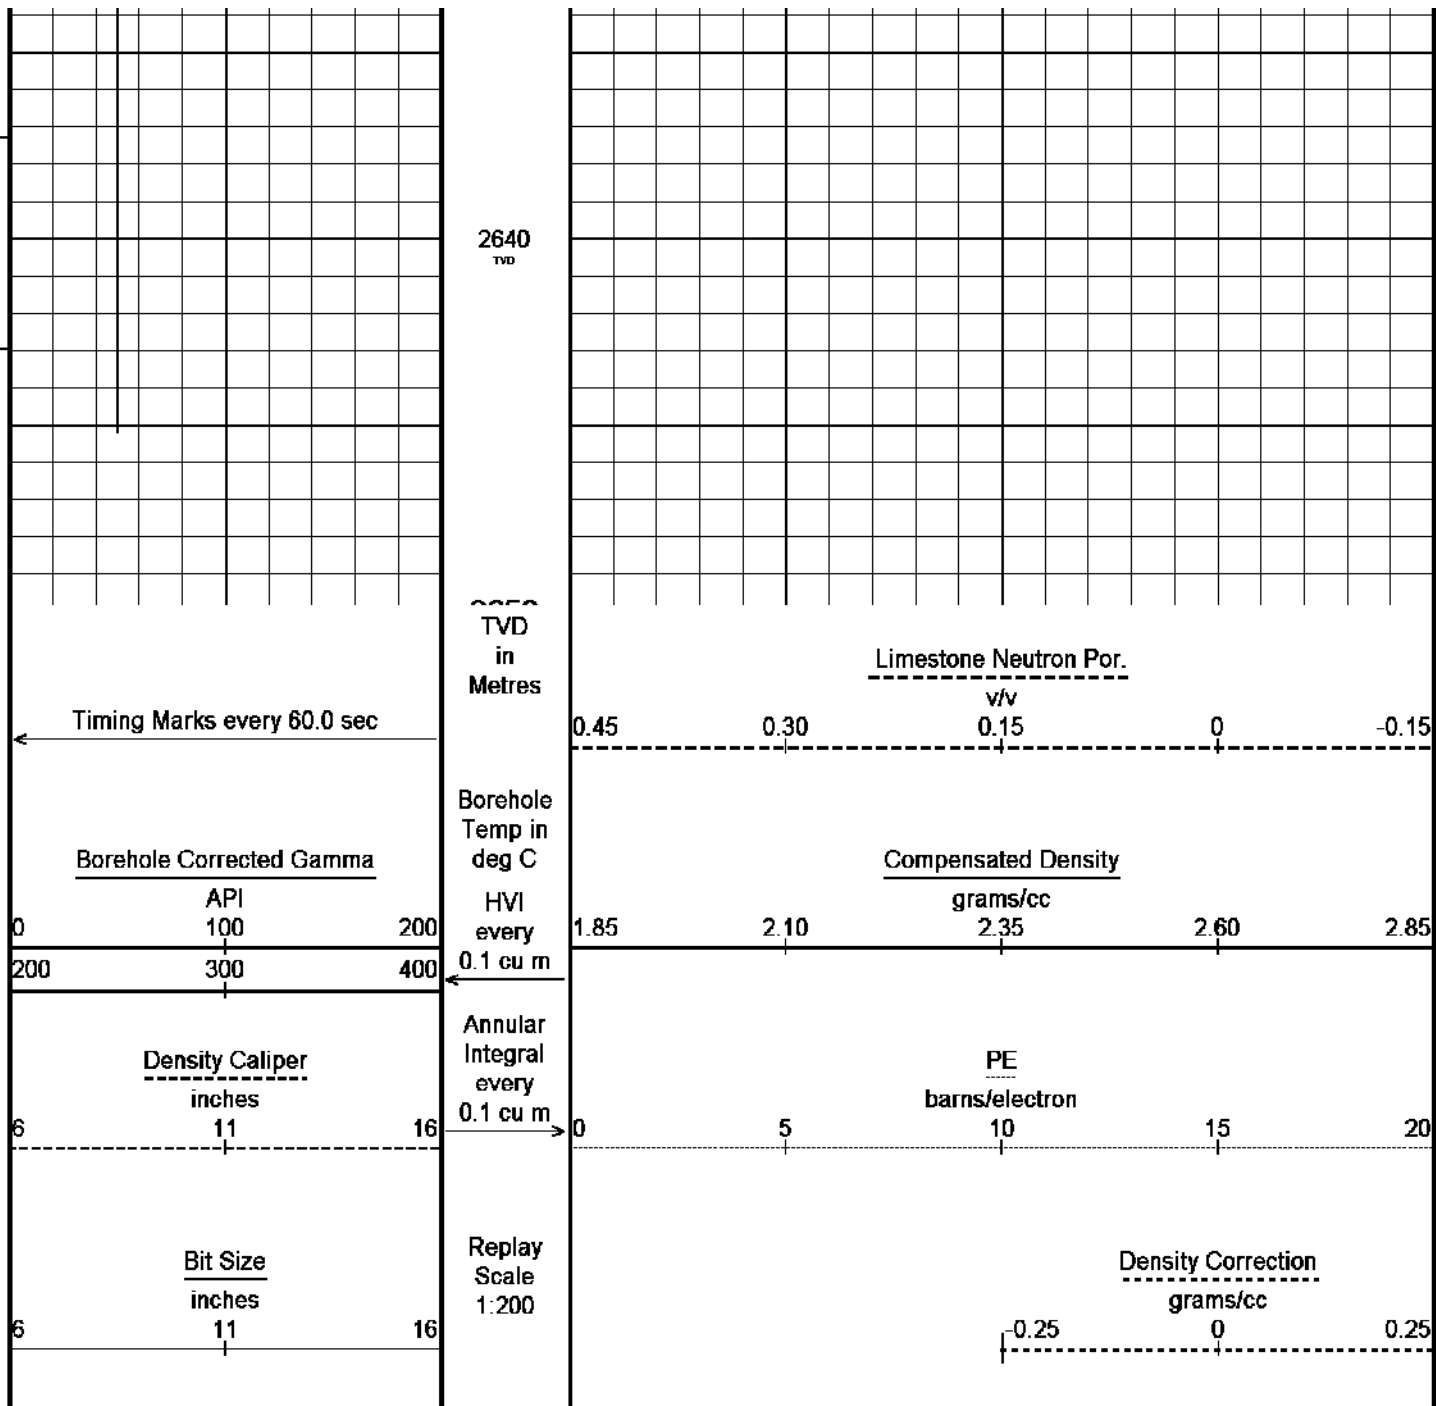 2640
TVD
TVD
in
Metres
Limestone Neutron Por.
v/v
0.45 0.30 0.15 0 -0.15
Timing Marks every 60.0 sec
Borehole
Temp in
deg C
Borehole Corrected Gamma
API
0 100 200
200 300 400
HVI
every
0.1 cu m
Compensated Density
grams/cc
1.85 2.10 2.35 2.60 2.85
Density Caliper
inches
6 11 16
Annular
Integral
every
0.1 cu m
PE
barns/electron
0 5 10 15 20
Bit Size
inches
6 11 16
Replay
Scale
1:200
Density Correction
grams/cc
-0.25 0 0.25